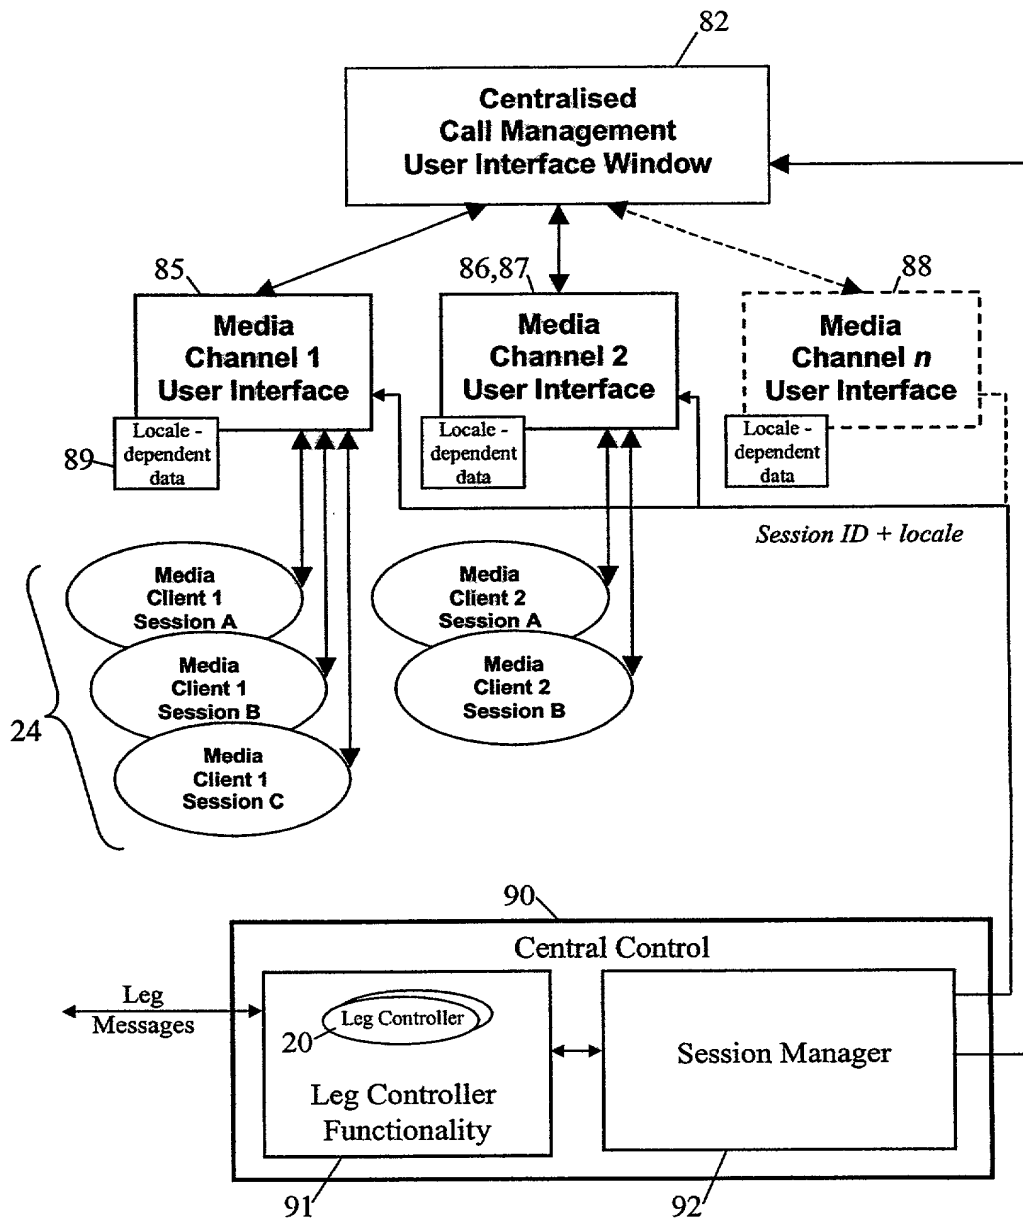 82
Centralised
Call Management
User Interface Window
85
86,87
88
Media
Channel 1
User Interface
Media
Channel 2
User Interface
Media
Channel n
User Interface
89
Locale -
dependent
data
Locale -
dependent
data
Locale -
dependent
data
Session ID + locale
24
Media
Client 1
Session A
Media
Client 1
Session B
Media
Client 1
Session C
Media
Client 2
Session A
Media
Client 2
Session B
90
Central Control
Leg
Messages
20
Leg Controller
Leg Controller
Functionality
Session Manager
91
92